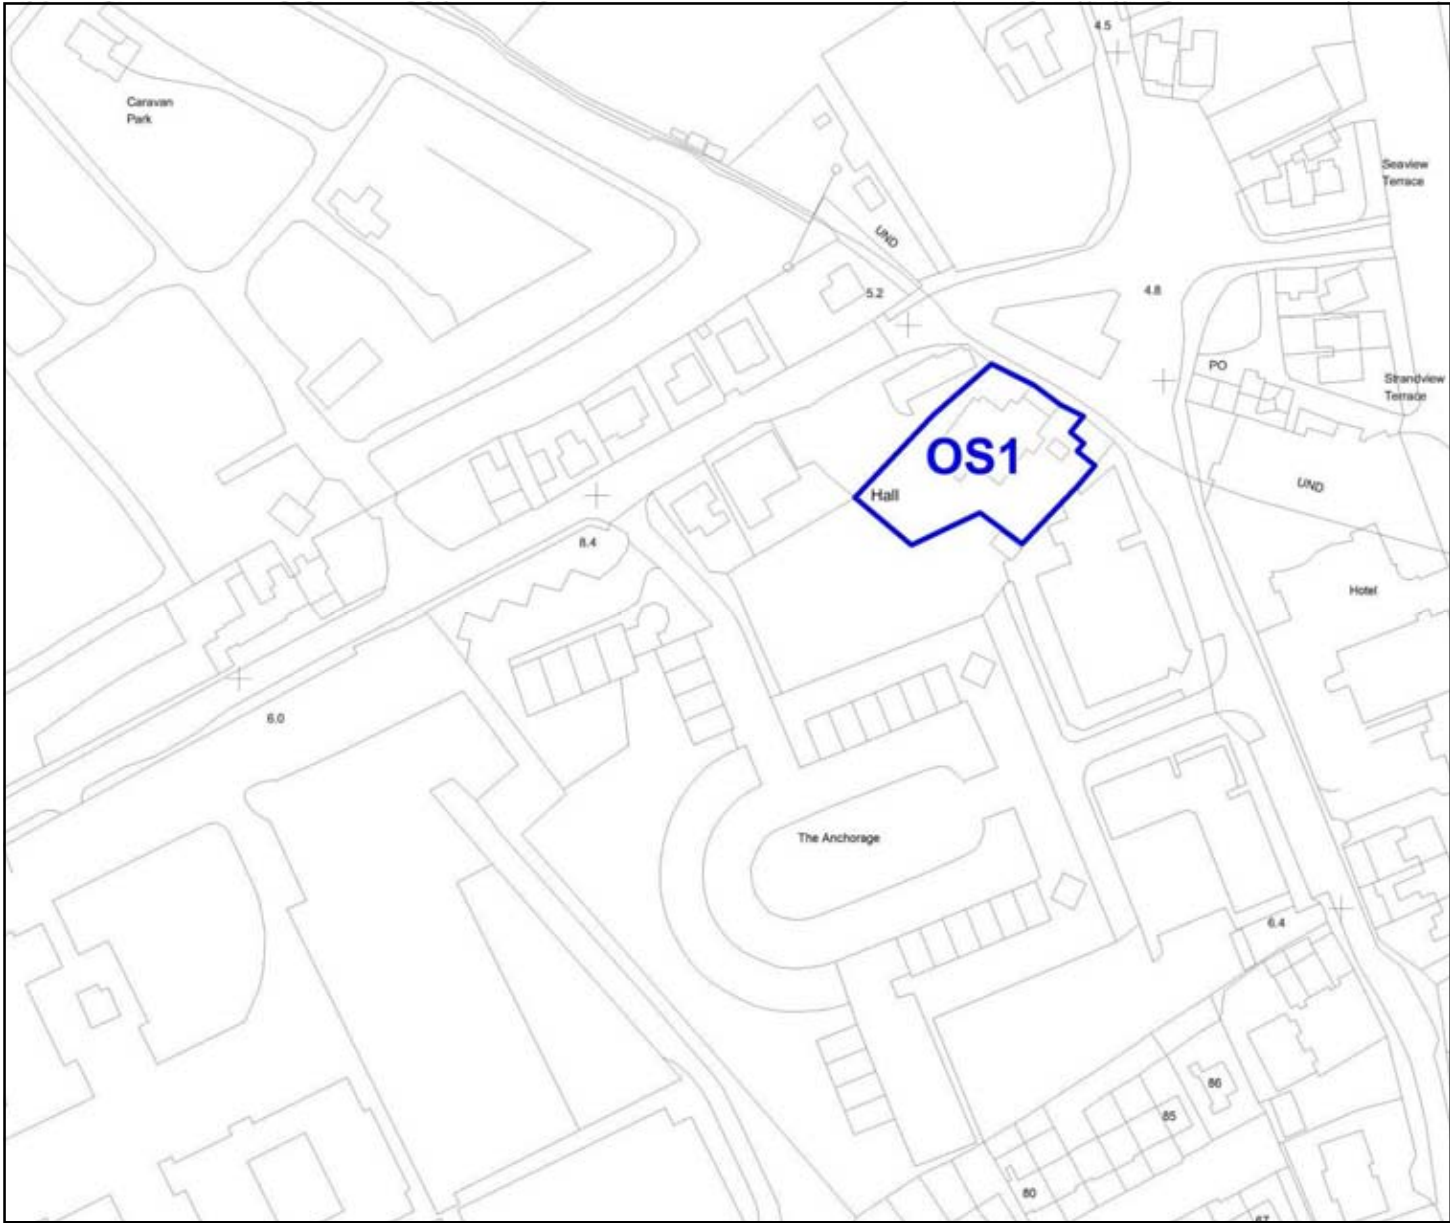 4.5
Caravan
Park
Seaview
Terrace
UND
5.2
4.8
PO
Strandview
Terrace
OS1
Hall
UND
8.4
Hotel
6.0
The Anchorage
6.4
86
85
80
67